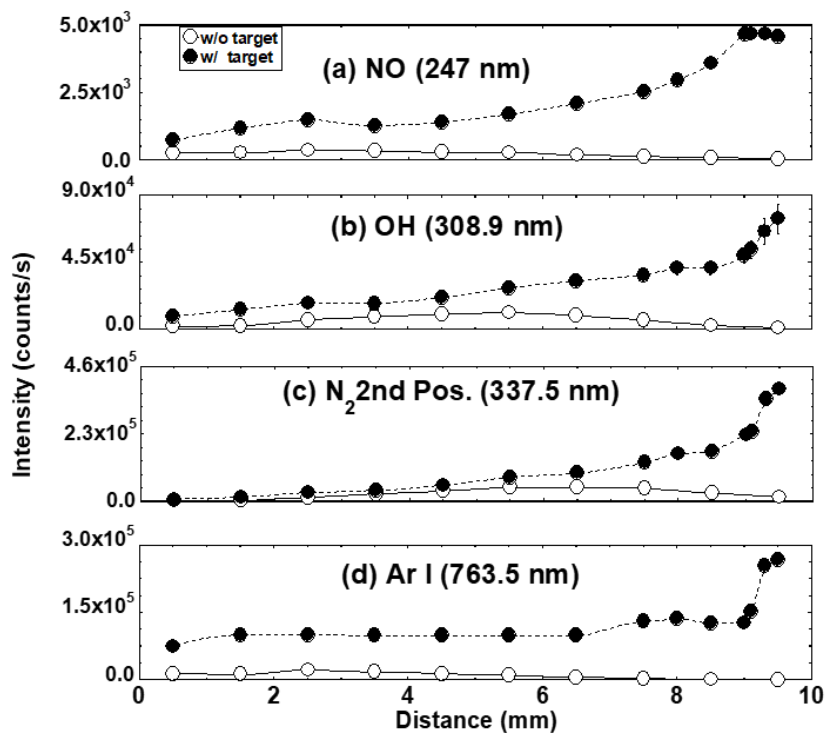 5.0x10³
w/o target
w/ target
(a) NO (247 nm)
2.5x10³
0.0
9.0x10⁴
(b) OH (308.9 nm)
4.5x10⁴
0.0
4.6x10⁵
(c) N₂2nd Pos. (337.5 nm)
2.3x10⁵
0.0
3.0x10⁵
(d) Ar I (763.5 nm)
1.5x10⁵
0.0
0 2 4 6 8 10
Distance (mm)
Intensity (counts/s)